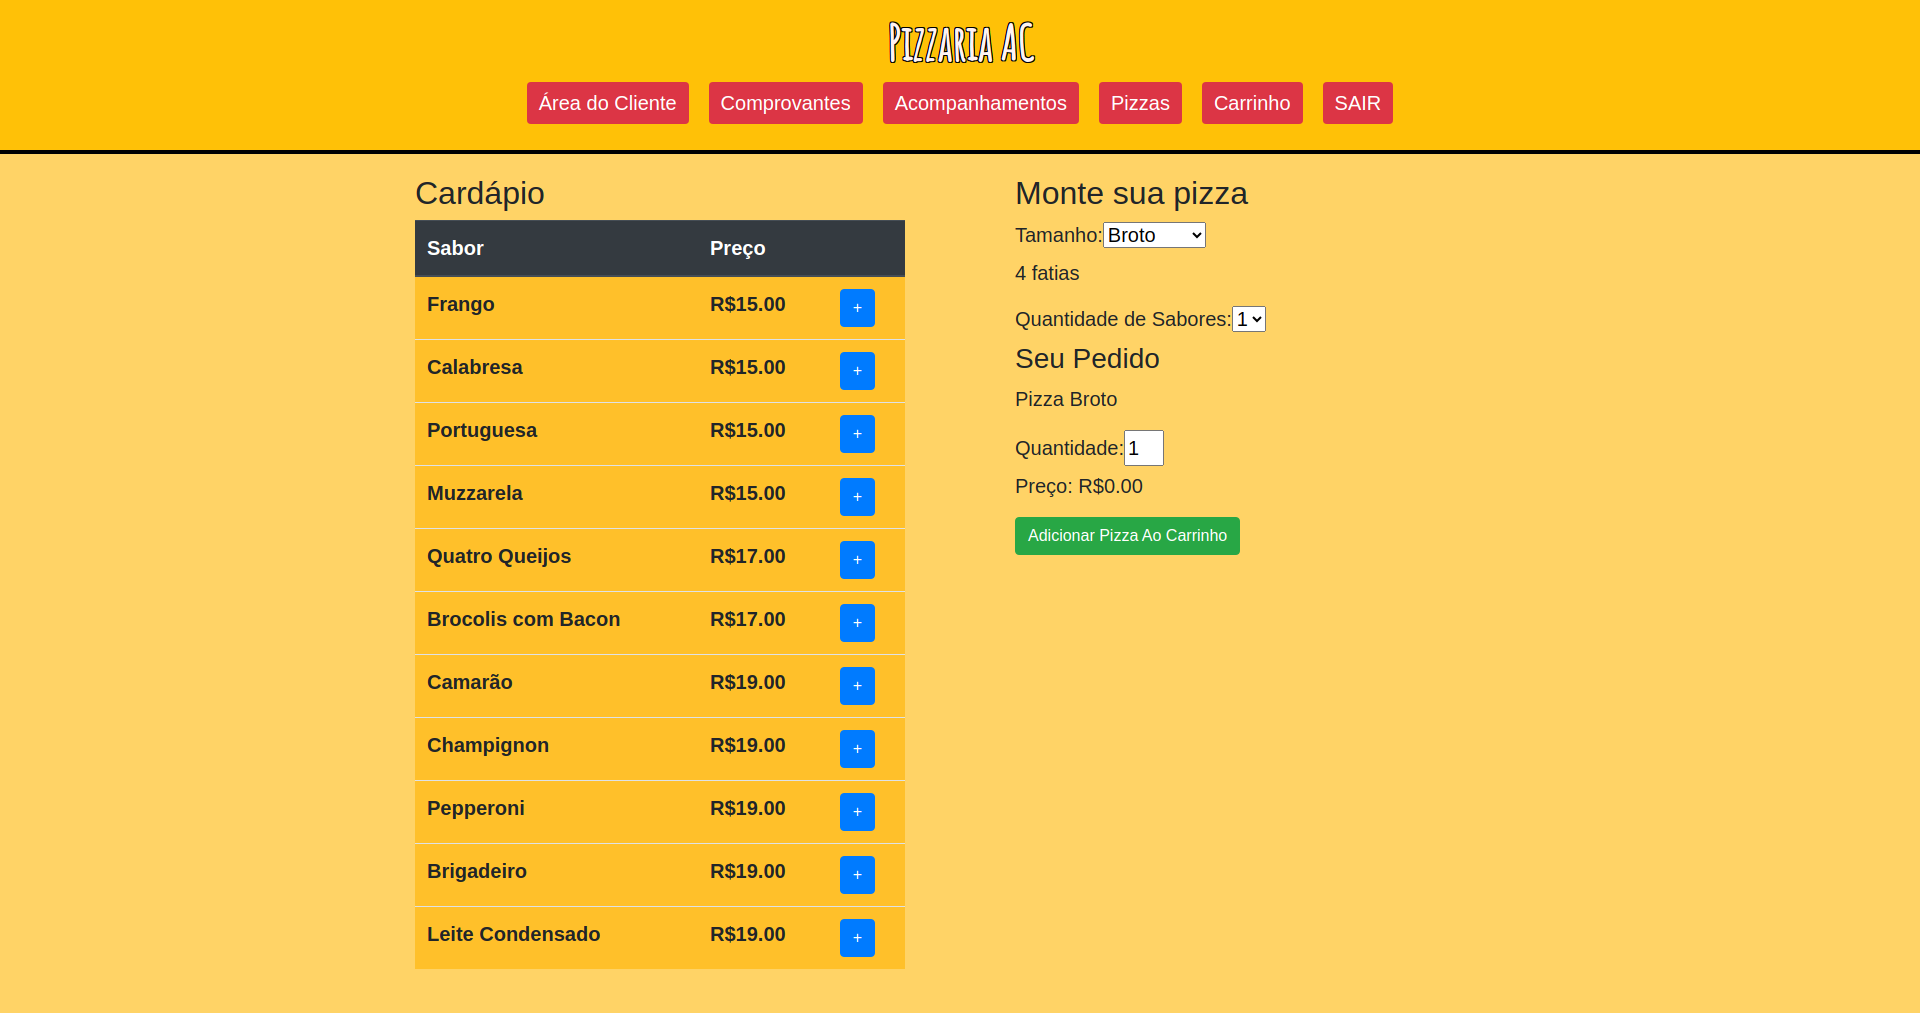 PIZZARIA AC
Área do Cliente Comprovantes Acompanhamentos Pizzas Carrinho SAIR
Cardápio
Sabor Preço
Frango R$15.00 +
Calabresa R$15.00 +
Portuguesa R$15.00 +
Muzzarela R$15.00 +
Quatro Queijos R$17.00 +
Brocolis com Bacon R$17.00 +
Camarão R$19.00 +
Champignon R$19.00 +
Pepperoni R$19.00 +
Brigadeiro R$19.00 +
Leite Condensado R$19.00 +
Monte sua pizza
Tamanho: Broto
4 fatias
Quantidade de Sabores: 1
Seu Pedido
Pizza Broto
Quantidade: 1
Preço: R$0.00
Adicionar Pizza Ao Carrinho